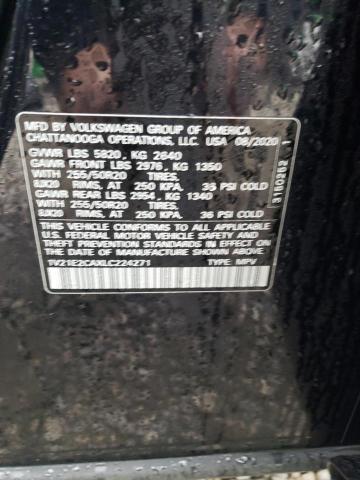 MFD BY VOLKSWAGEN GROUP OF AMERICA
CHATTANOOGA OPERATIONS, LLC. USA 08/2020
GVWR LBS 5820, KG 2640
GAWR FRONT LBS 2976, KG 1350
WITH 255/50R20 TIRES.
8JX20 RIMS, AT 250 KPA. 36 PSI COLD
GAWR REAR LBS 2954, KG 1340
WITH 255/50R20 TIRES.
8JX20 RIMS, AT 250 KPA. 36 PSI COLD
THIS VEHICLE CONFORMS TO ALL APPLICABLE
U.S. FEDERAL MOTOR VEHICLE SAFETY STANDARDS
IN EFFECT ON THE DATE OF MANUFACTURE SHOWN ABOVE.
1V21E2CAXLC224271 TYPE: MPV